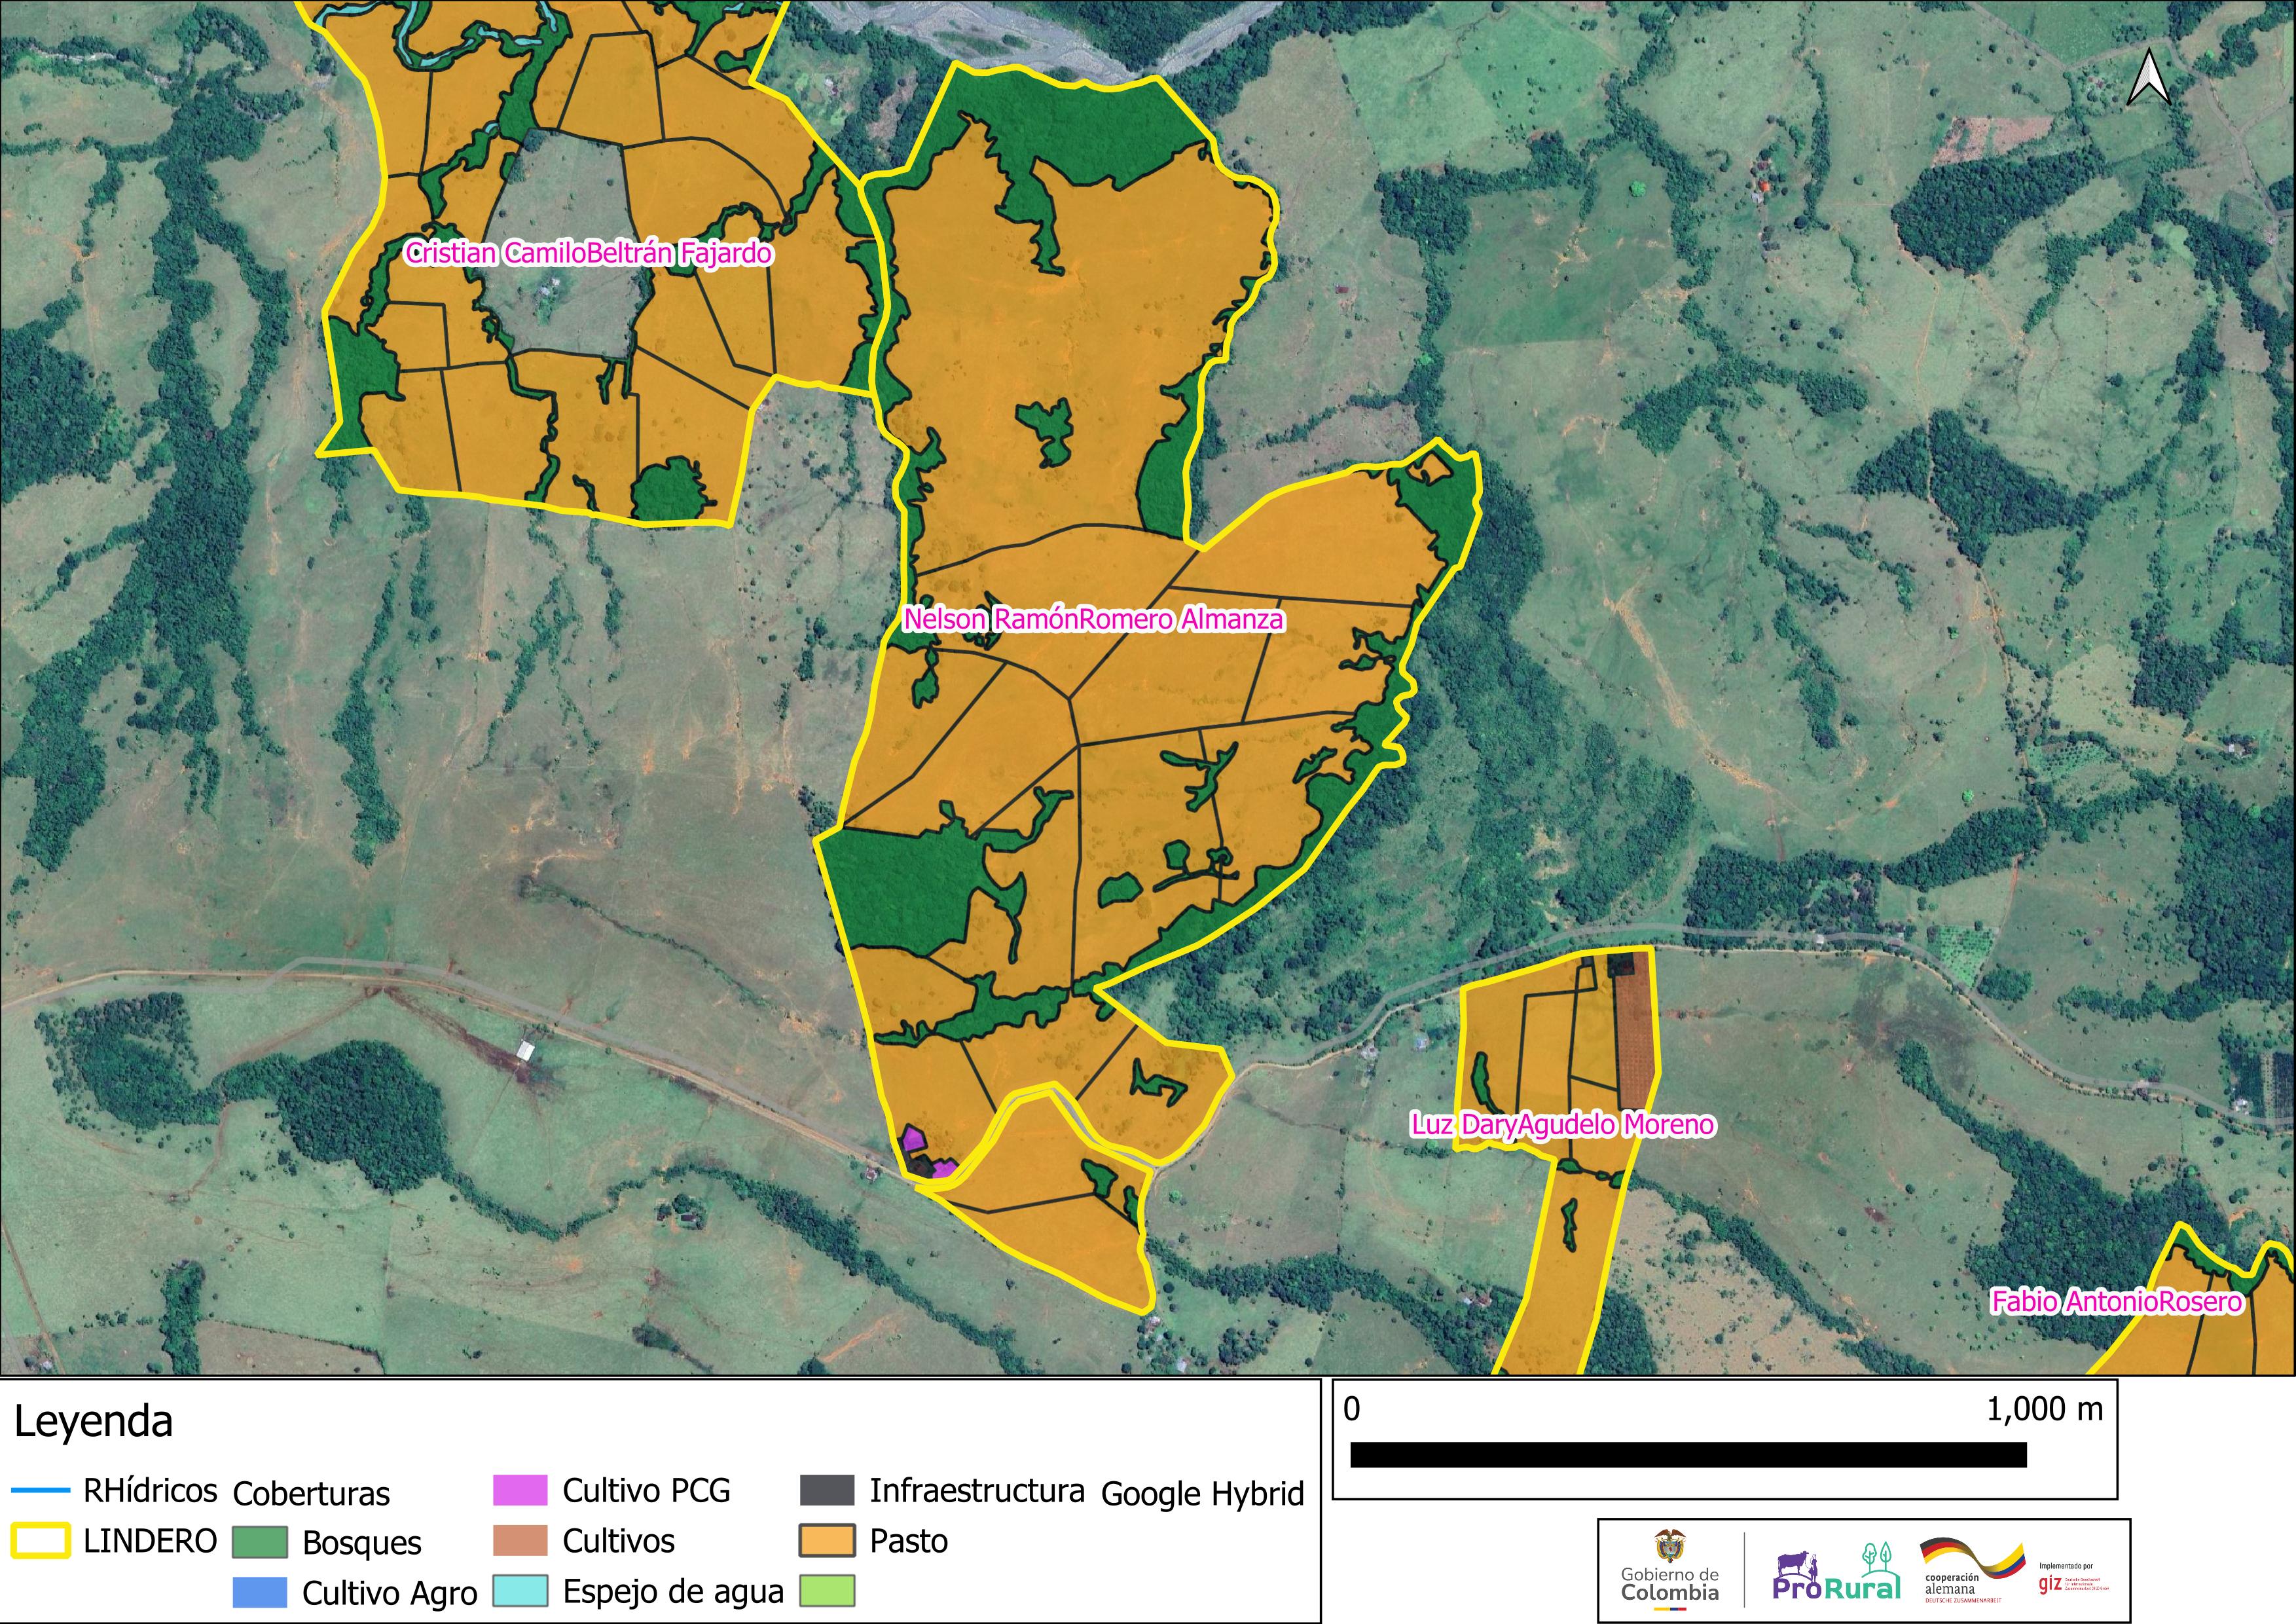 Cristian CamiloBeltrán Fajardo
Nelson RamónRomero Almanza
Luz DaryAgudelo Moreno
Fabio AntonioRosero
Leyenda
RHídricos
LINDERO
Coberturas
Bosques
Cultivo Agro
Cultivo PCG
Cultivos
Espejo de agua
Infraestructura
Pasto
Google Hybrid
0 1,000 m
Gobierno de
Colombia
ProRural
cooperación
alemana
DEUTSCHE ZUSAMMENARBEIT
Implementado por
giz